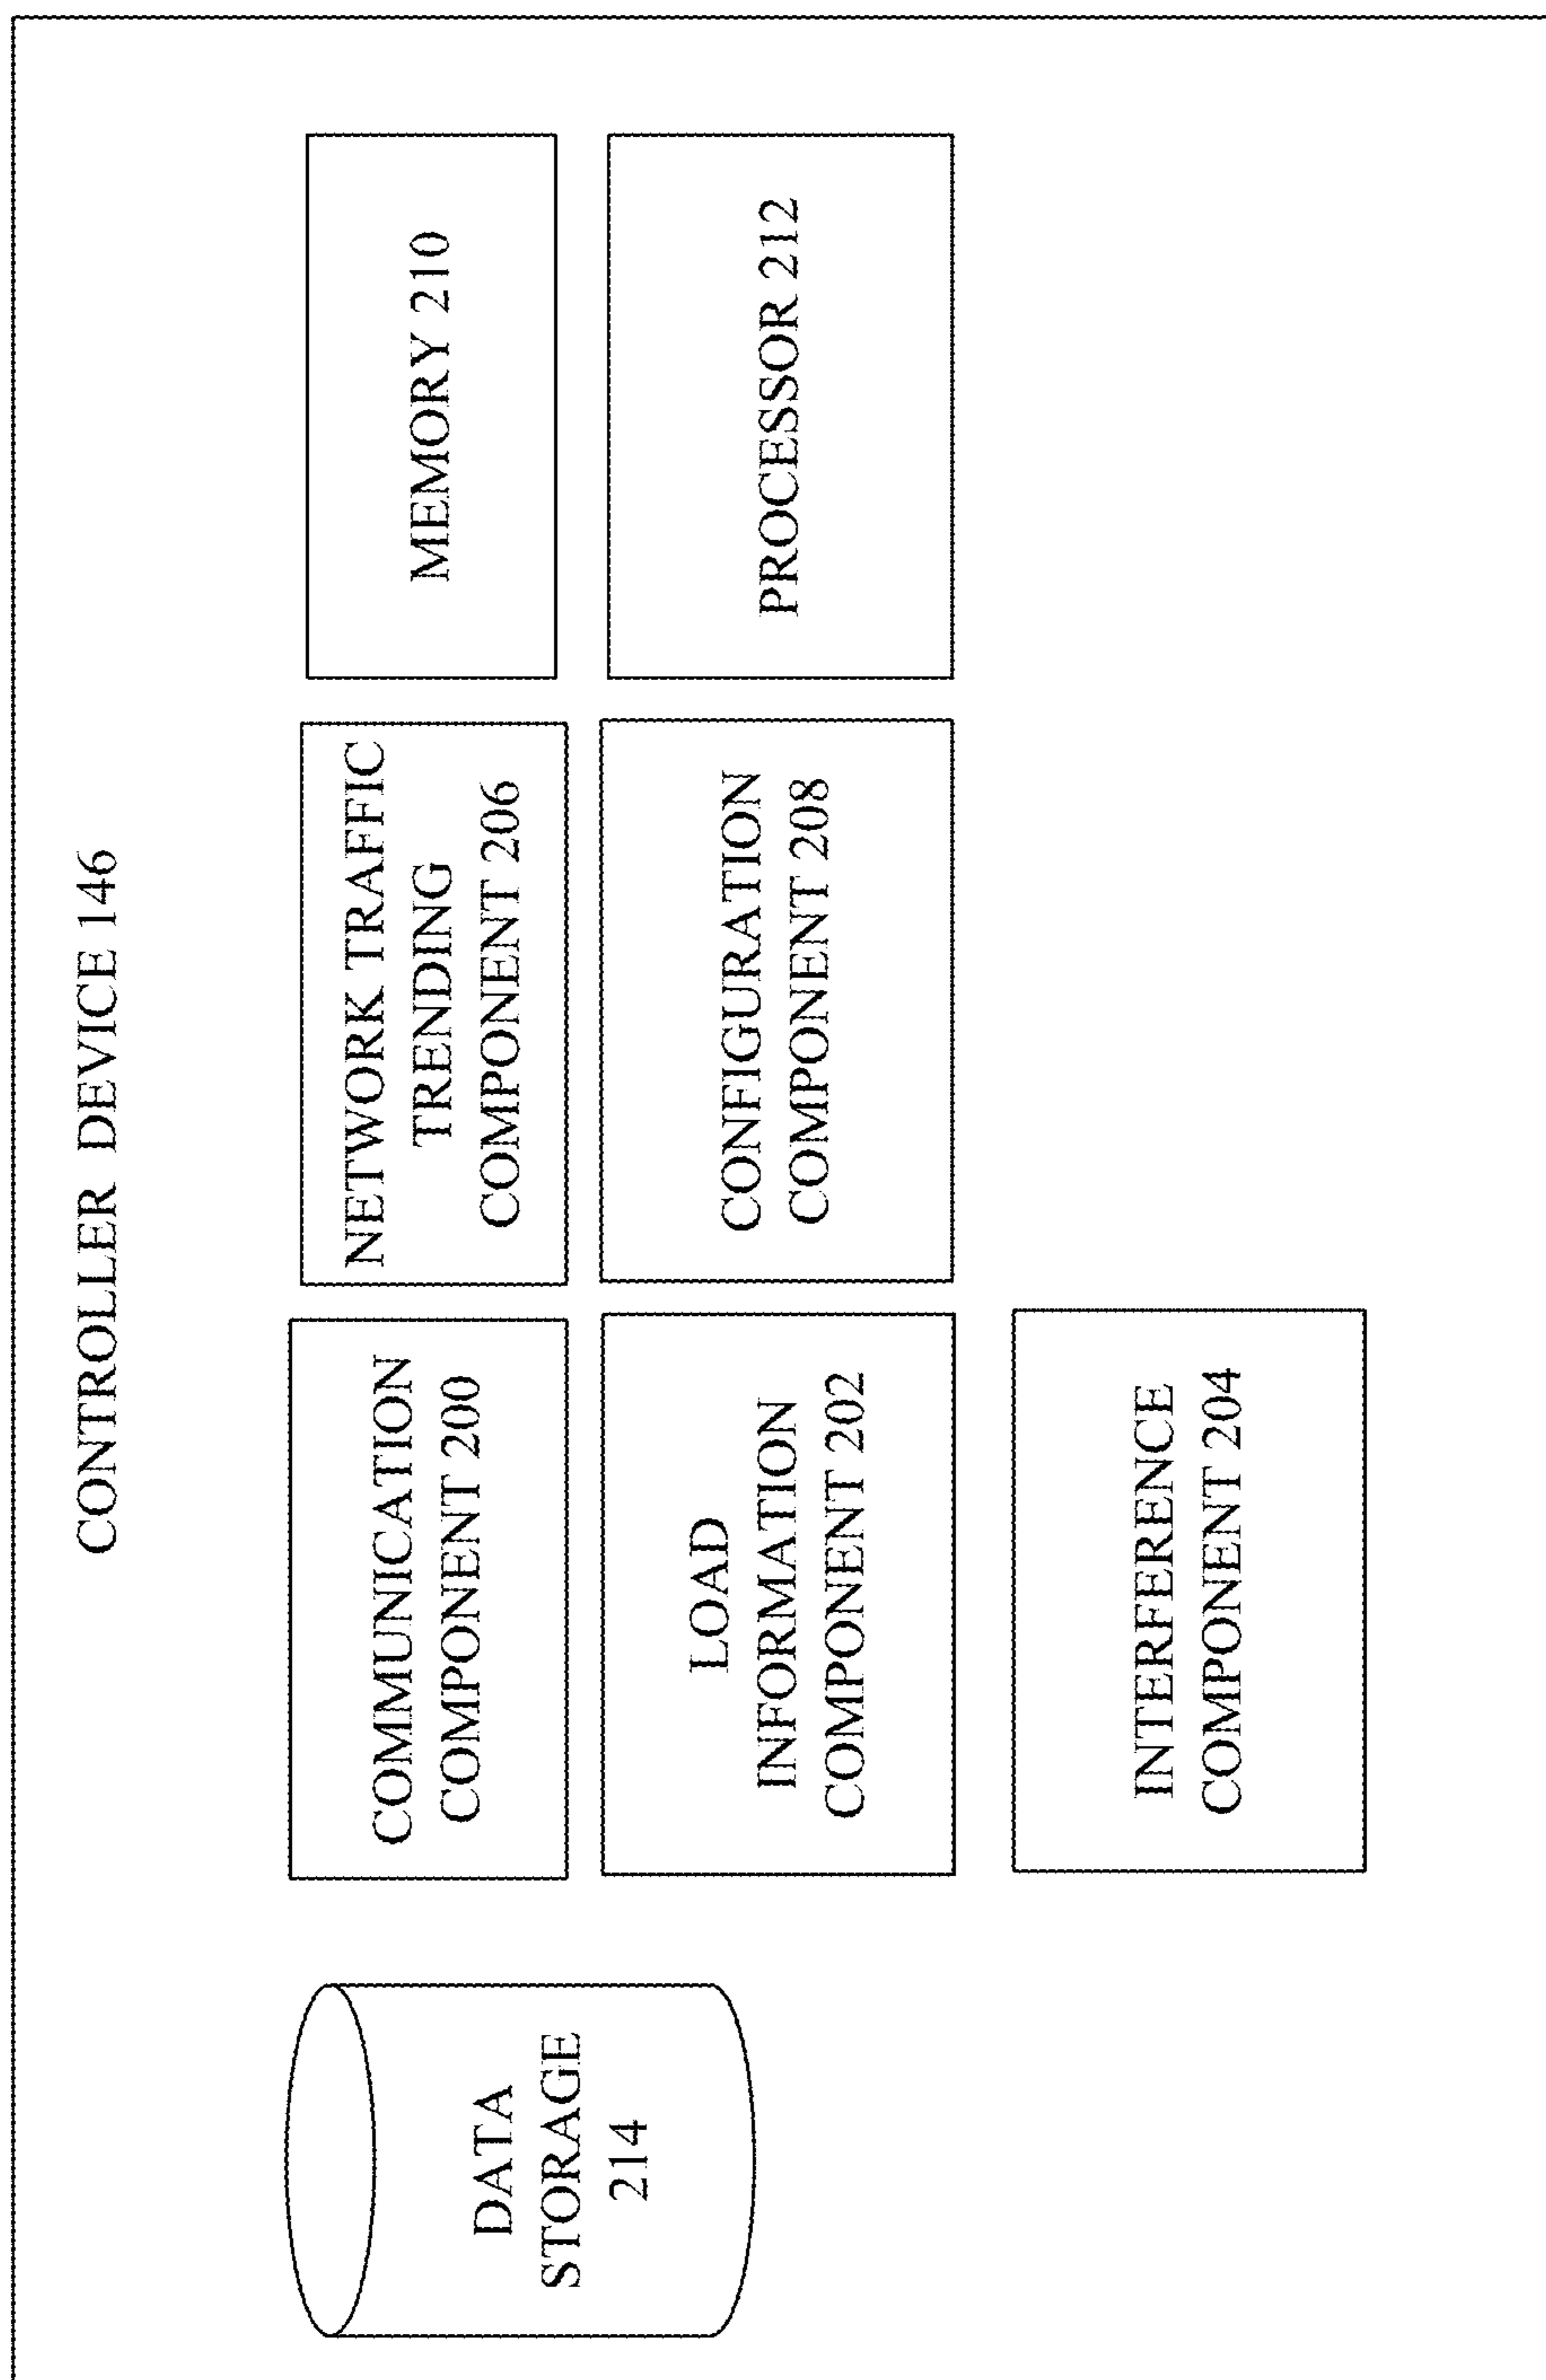 CONTROLLER DEVICE 146
DATA
STORAGE
214
COMMUNICATION
COMPONENT 200
LOAD
INFORMATION
COMPONENT 202
INTERFERENCE
COMPONENT 204
NETWORK TRAFFIC
TRENDING
COMPONENT 206
CONFIGURATION
COMPONENT 208
MEMORY 210
PROCESSOR 212